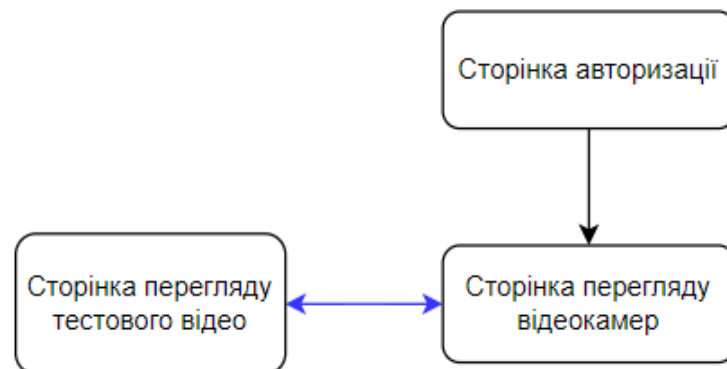 Сторінка авторизації
Сторінка перегляду
тестового відео
Сторінка перегляду
відеокамер